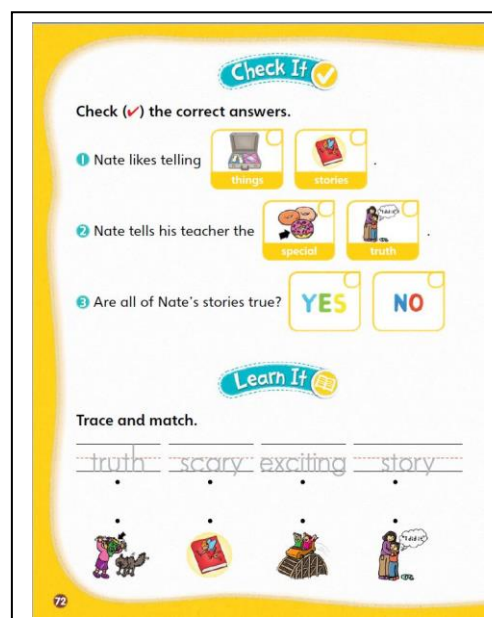 Check It
Check (✓) the correct answers.
1 Nate likes telling things stories .
2 Nate tells his teacher the special truth .
3 Are all of Nate's stories true? YES NO
Learn It
Trace and match.
truth scary exciting story
72